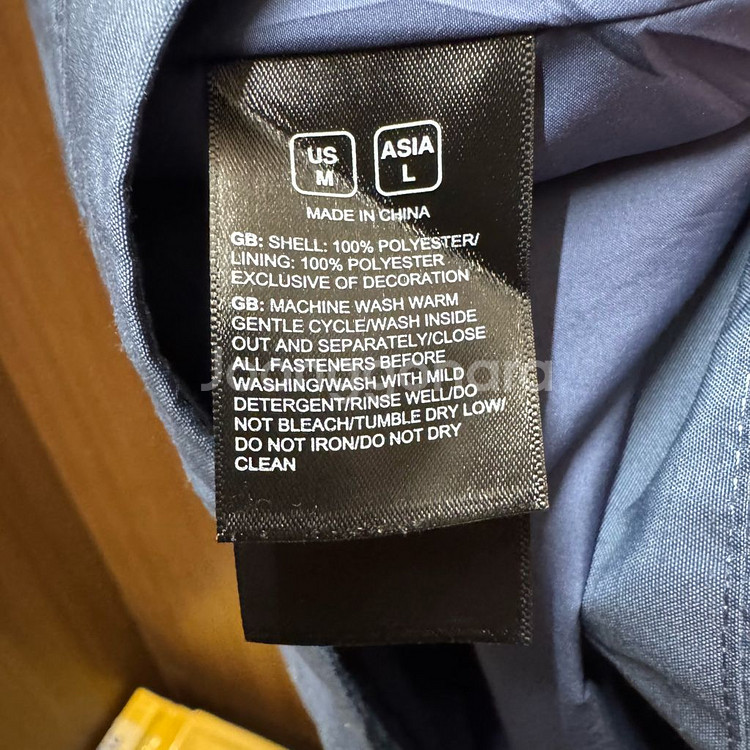 US
M
ASIA
L
MADE IN CHINA
GB: SHELL: 100% POLYESTER/
LINING: 100% POLYESTER
EXCLUSIVE OF DECORATION
GB: MACHINE WASH WARM
GENTLE CYCLE/WASH INSIDE
OUT AND SEPARATELY/CLOSE
ALL FASTENERS BEFORE
WASHING/WASH WITH MILD
DETERGENT/RINSE WELL/DO
NOT BLEACH/TUMBLE DRY LOW/
DO NOT IRON/DO NOT DRY
CLEAN
Joonggonara